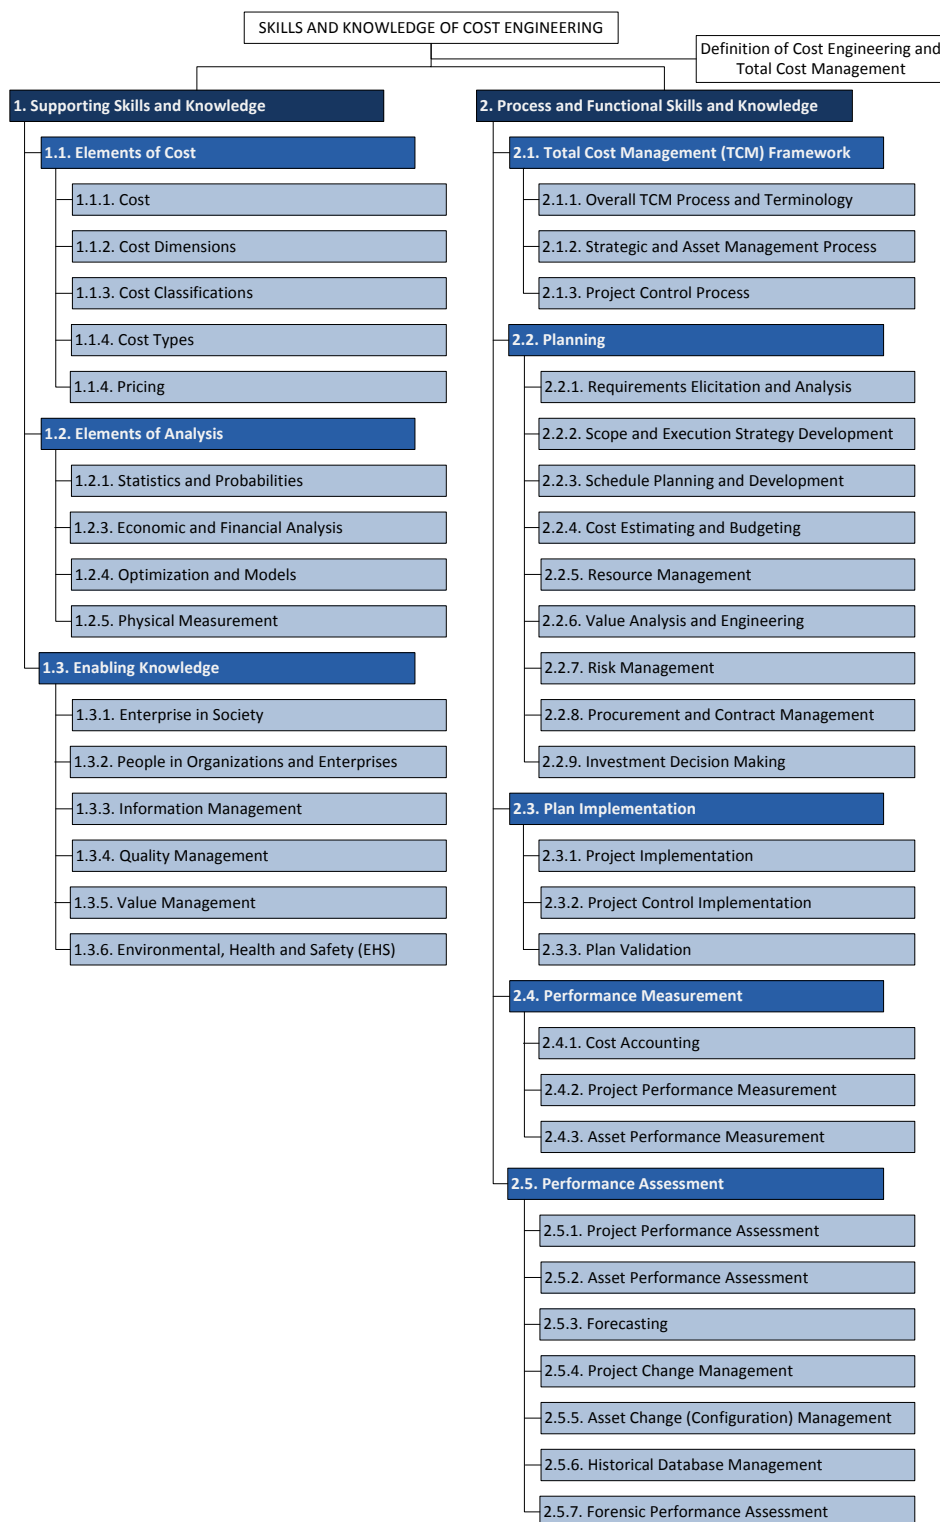 SKILLS AND KNOWLEDGE OF COST ENGINEERING
Definition of Cost Engineering and
Total Cost Management
1. Supporting Skills and Knowledge
1.1. Elements of Cost
1.1.1. Cost
1.1.2. Cost Dimensions
1.1.3. Cost Classifications
1.1.4. Cost Types
1.1.4. Pricing
1.2. Elements of Analysis
1.2.1. Statistics and Probabilities
1.2.3. Economic and Financial Analysis
1.2.4. Optimization and Models
1.2.5. Physical Measurement
1.3. Enabling Knowledge
1.3.1. Enterprise in Society
1.3.2. People in Organizations and Enterprises
1.3.3. Information Management
1.3.4. Quality Management
1.3.5. Value Management
1.3.6. Environmental, Health and Safety (EHS)
2. Process and Functional Skills and Knowledge
2.1. Total Cost Management (TCM) Framework
2.1.1. Overall TCM Process and Terminology
2.1.2. Strategic and Asset Management Process
2.1.3. Project Control Process
2.2. Planning
2.2.1. Requirements Elicitation and Analysis
2.2.2. Scope and Execution Strategy Development
2.2.3. Schedule Planning and Development
2.2.4. Cost Estimating and Budgeting
2.2.5. Resource Management
2.2.6. Value Analysis and Engineering
2.2.7. Risk Management
2.2.8. Procurement and Contract Management
2.2.9. Investment Decision Making
2.3. Plan Implementation
2.3.1. Project Implementation
2.3.2. Project Control Implementation
2.3.3. Plan Validation
2.4. Performance Measurement
2.4.1. Cost Accounting
2.4.2. Project Performance Measurement
2.4.3. Asset Performance Measurement
2.5. Performance Assessment
2.5.1. Project Performance Assessment
2.5.2. Asset Performance Assessment
2.5.3. Forecasting
2.5.4. Project Change Management
2.5.5. Asset Change (Configuration) Management
2.5.6. Historical Database Management
2.5.7. Forensic Performance Assessment